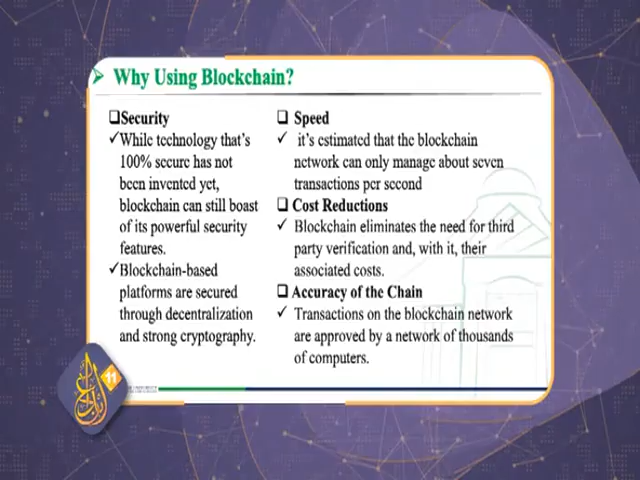 ➢ Why Using Blockchain?
❑Security
✓While technology that's
100% secure has not
been invented yet,
blockchain can still boast
of its powerful security
features.
✓Blockchain-based
platforms are secured
through decentralization
and strong cryptography.
❑ Speed
✓ it's estimated that the blockchain
network can only manage about seven
transactions per second
❑ Cost Reductions
✓ Blockchain eliminates the need for third
party verification and, with it, their
associated costs.
❑ Accuracy of the Chain
✓ Transactions on the blockchain network
are approved by a network of thousands
of computers.
11